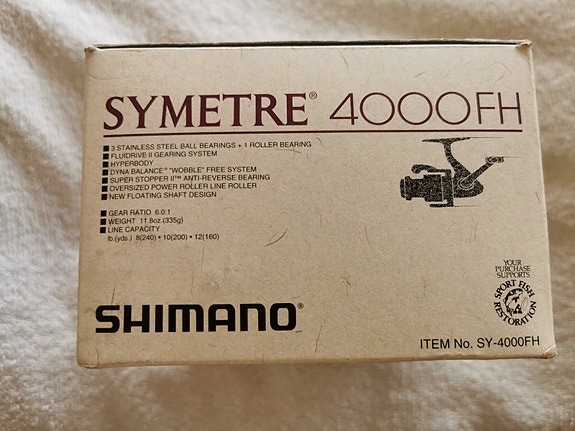 SYMETRE® 4000FH
■ 3 STAINLESS STEEL BALL BEARINGS + 1 ROLLER BEARING
■ FLUIDRIVE II GEARING SYSTEM
■ HYPERBODY
■ DYNA BALANCE® "WOBBLE" FREE SYSTEM
■ SUPER STOPPER II™ ANTI-REVERSE BEARING
■ OVERSIZED POWER ROLLER LINE ROLLER
■ NEW FLOATING SHAFT DESIGN
■ GEAR RATIO 6.0:1
■ WEIGHT 11.8oz.(335g)
■ LINE CAPACITY
lb.(yds.) 8(240) • 10(200) • 12(160)
YOUR
PURCHASE
SUPPORTS
SPORT FISH
RESTORATION
SHIMANO®
ITEM No. SY-4000FH